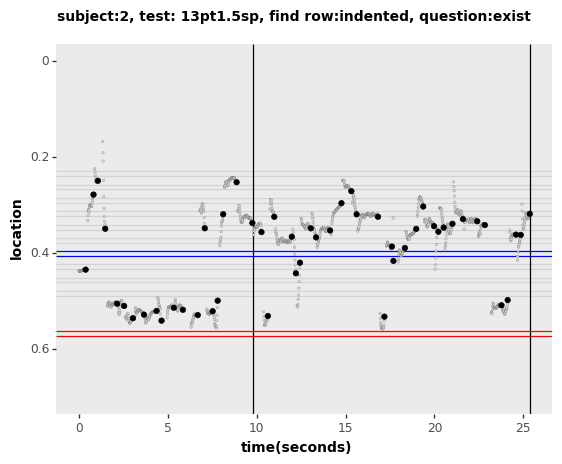 subject:2, test: 13pt1.5sp, find row:indented, question:exist
0
0.2
0.4
0.6
location
0 5 10 15 20 25
time(seconds)